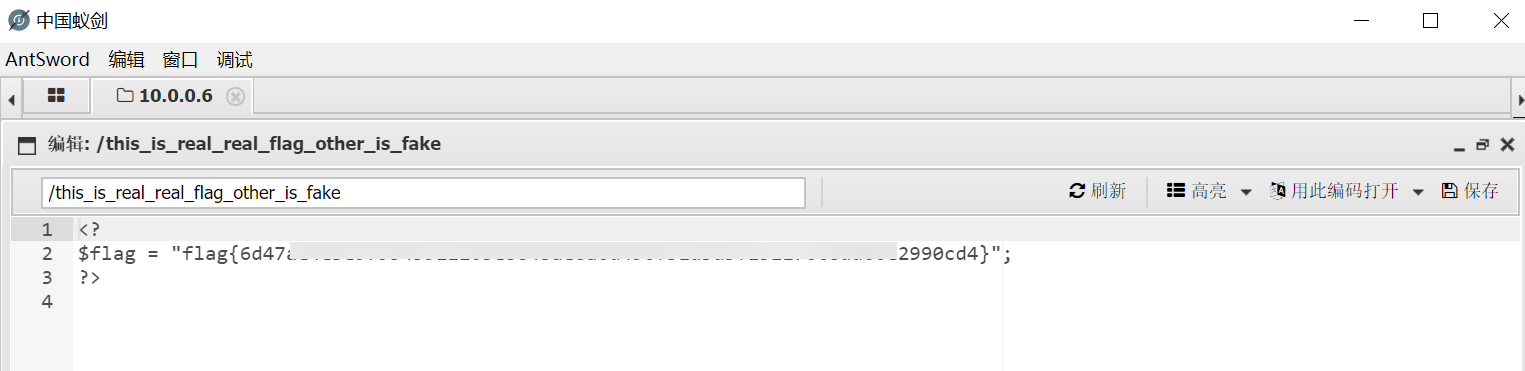 中国蚁剑
AntSword 编辑 窗口 调试
10.0.0.6
编辑: /this_is_real_real_flag_other_is_fake
/this_is_real_real_flag_other_is_fake 刷新 高亮 用此编码打开 保存
1 <?
2 $flag = "flag{6d47 2990cd4}";
3 ?>
4